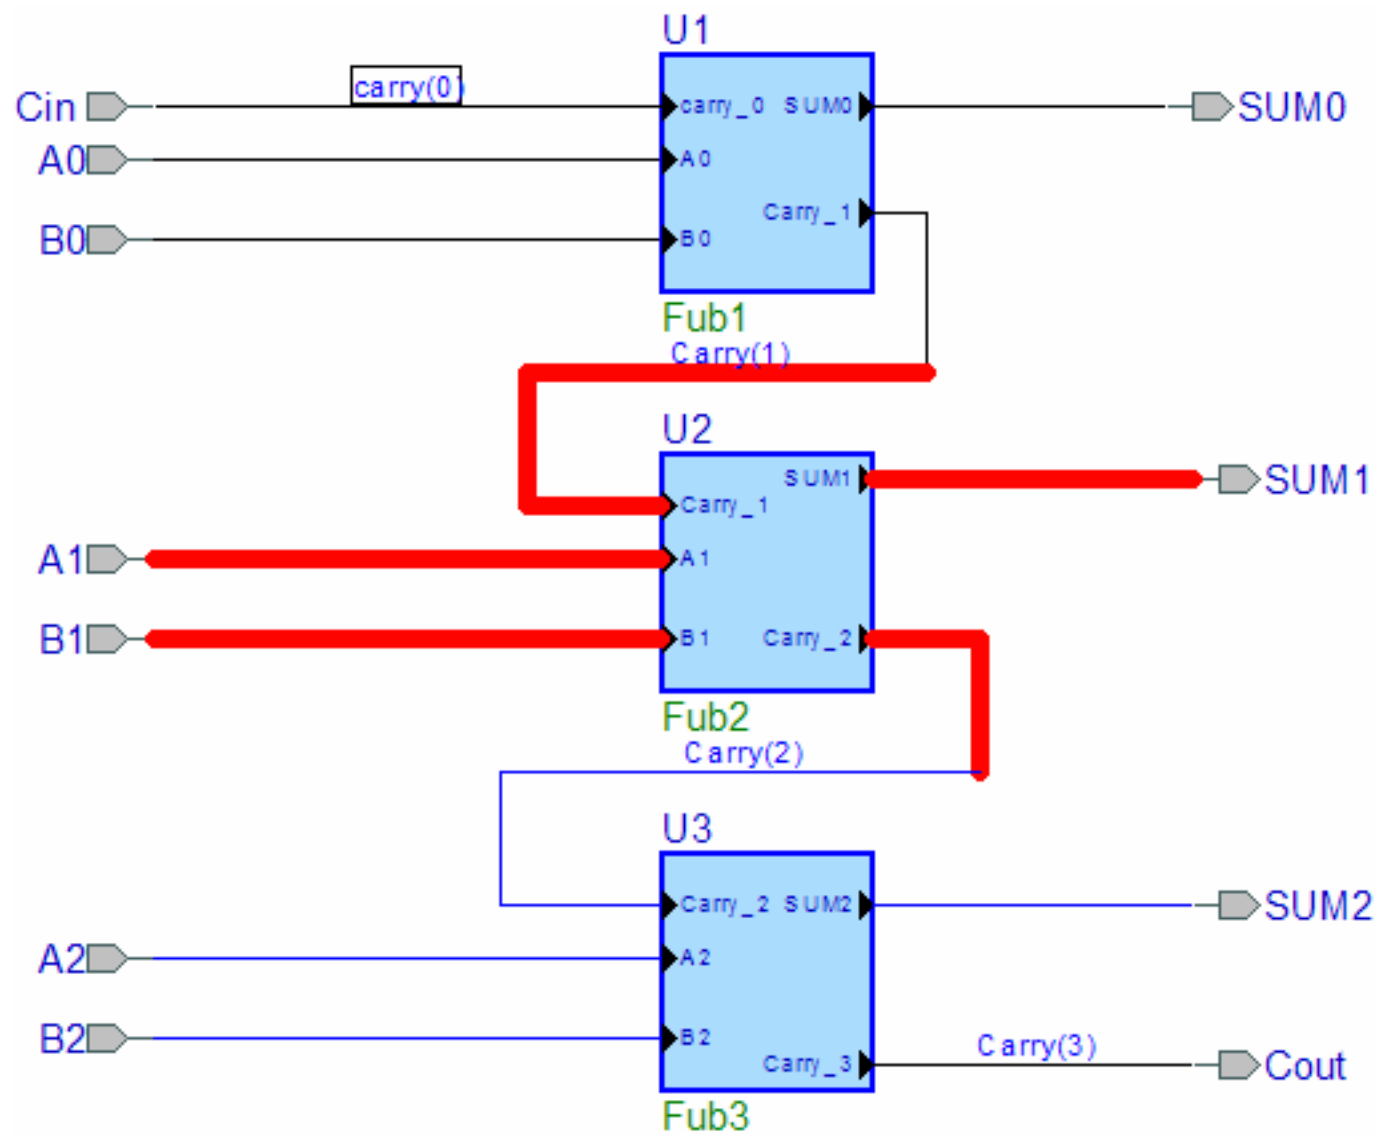 U1
carry(0)
Cin
carry_0 SUM0
SUM0
A0
A0
Carry_1
B0
B0
Fub1
Carry(1)
U2
SUM1
SUM1
Carry_1
A1
A1
B1
B1
Carry_2
Fub2
Carry(2)
U3
Carry_2 SUM2
SUM2
A2
A2
B2
B2
Carry(3)
Carry_3
Cout
Fub3